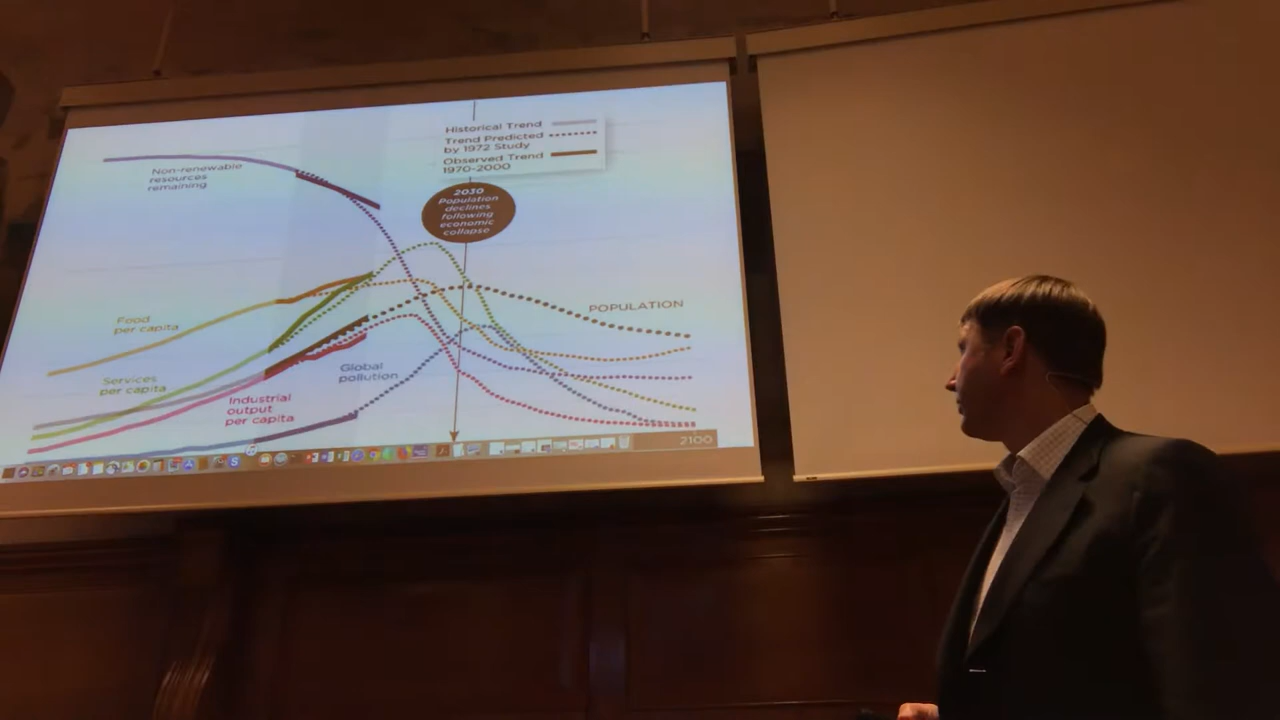 Historical Trend
Trend Predicted
by 1972 Study
Observed Trend
1970-2000
Non-renewable
resources
remaining
2030
Population
declines
following
economic
collapse
POPULATION
Food
per capita
Services
per capita
Global
pollution
Industrial
output
per capita
2100